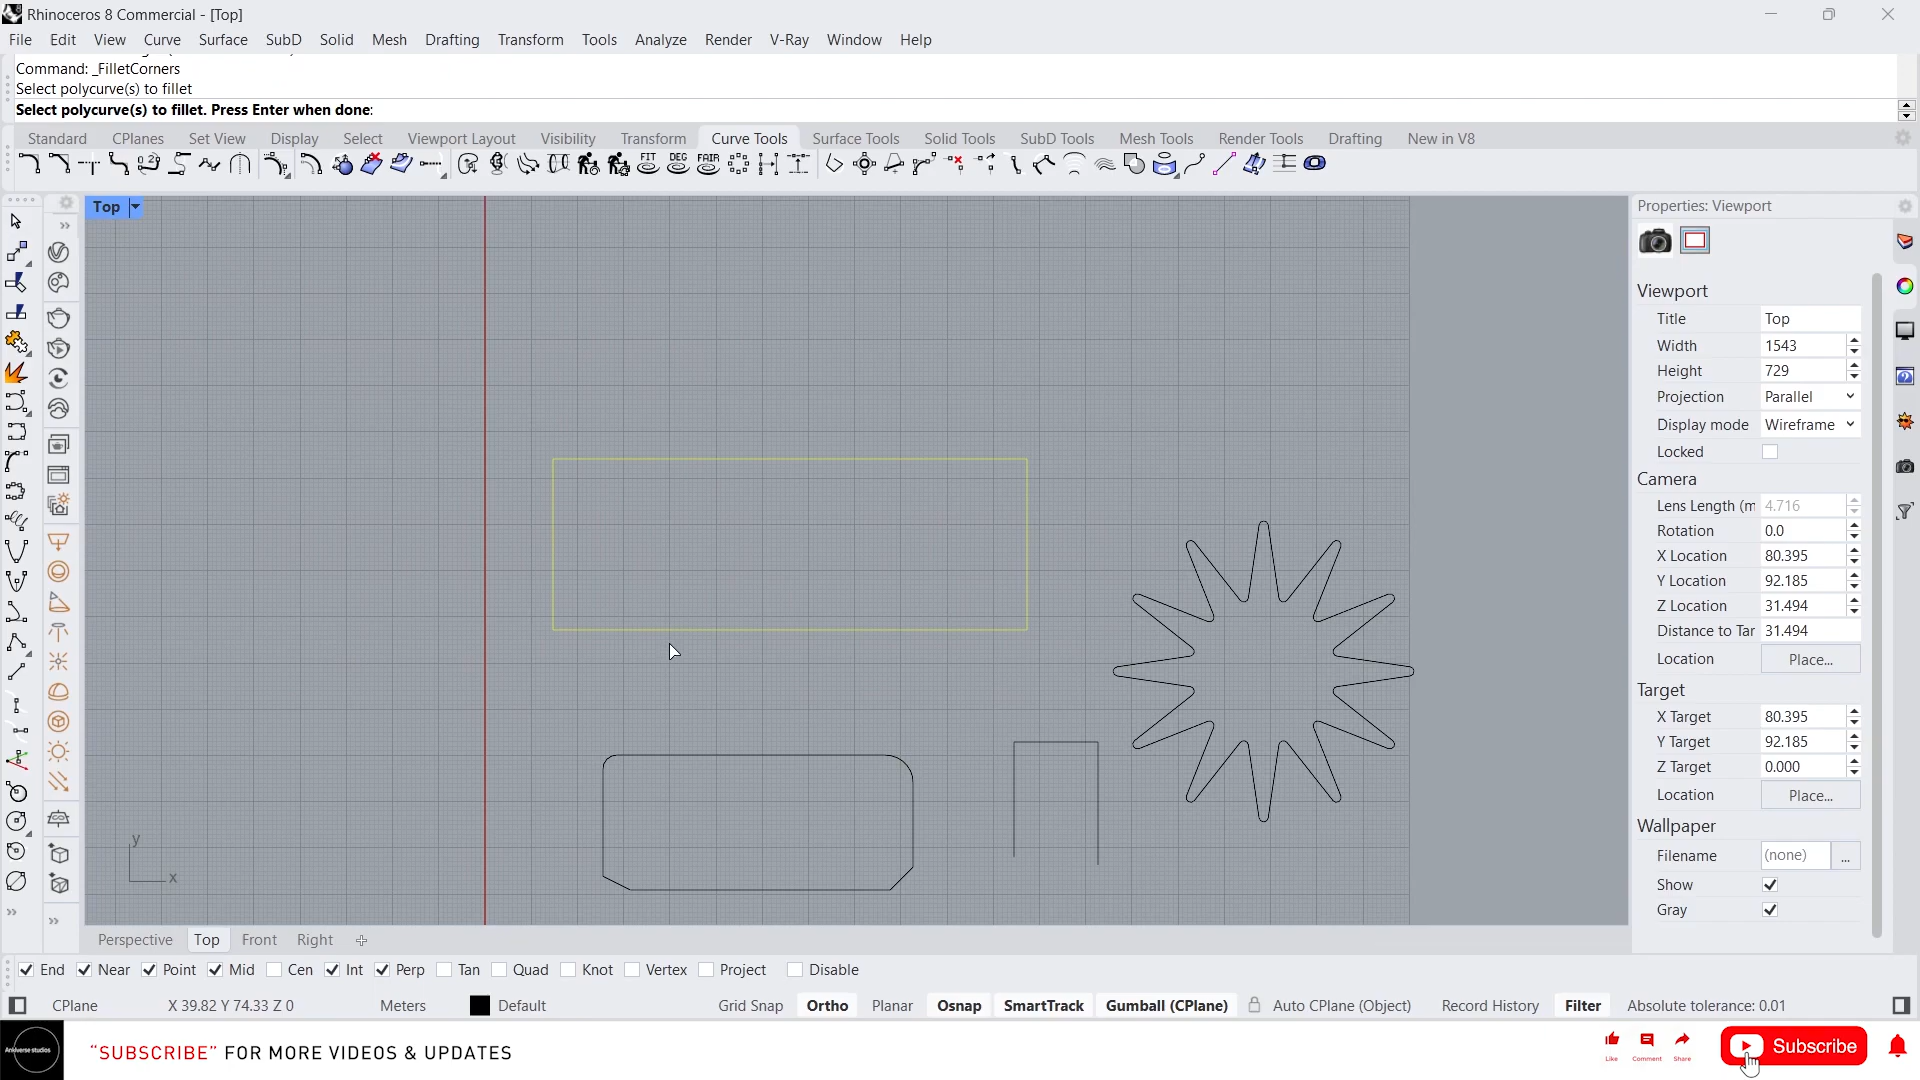 Rhinoceros 8 Commercial - [Top]
File Edit View Curve Surface SubD Solid Mesh Drafting Transform Tools Analyze Render V-Ray Window Help
Command: _FilletCorners
Select polycurve(s) to fillet
Select polycurve(s) to fillet. Press Enter when done:
Standard CPlanes Set View Display Select Viewport Layout Visibility Transform Curve Tools Surface Tools Solid Tools SubD Tools Mesh Tools Render Tools Drafting New in V8
FIT DEG FAIR
Top
Properties: Viewport
Viewport
Title Top
Width 1543
Height 729
Projection Parallel
Display mode Wireframe
Locked
Camera
Lens Length (m 4.716
Rotation 0.0
X Location 80.395
Y Location 92.185
Z Location 31.494
Distance to Tar 31.494
Location Place...
Target
X Target 80.395
Y Target 92.185
Z Target 0.000
Location Place...
Wallpaper
Filename (none) ...
Show
Gray
y
x
Perspective Top Front Right
End Near Point Mid Cen Int Perp Tan Quad Knot Vertex Project Disable
CPlane X 39.82 Y 74.33 Z 0 Meters Default Grid Snap Ortho Planar Osnap SmartTrack Gumball (CPlane) Auto CPlane (Object) Record History Filter Absolute tolerance: 0.01
"SUBSCRIBE" FOR MORE VIDEOS & UPDATES
Like Comment Share
Subscribe